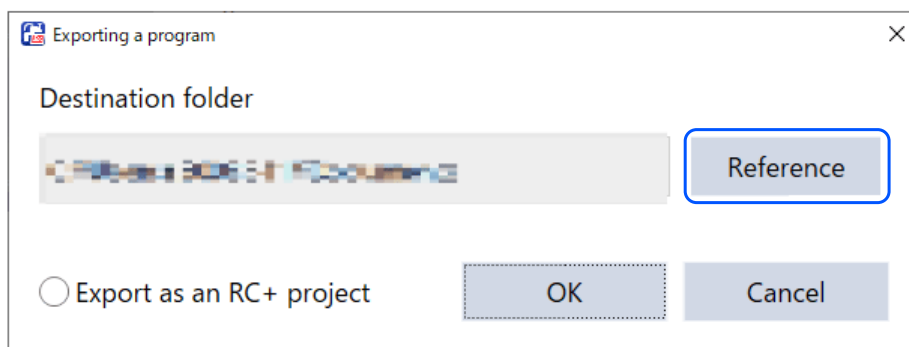 Exporting a program
Destination folder
Reference
Export as an RC+ project
OK
Cancel